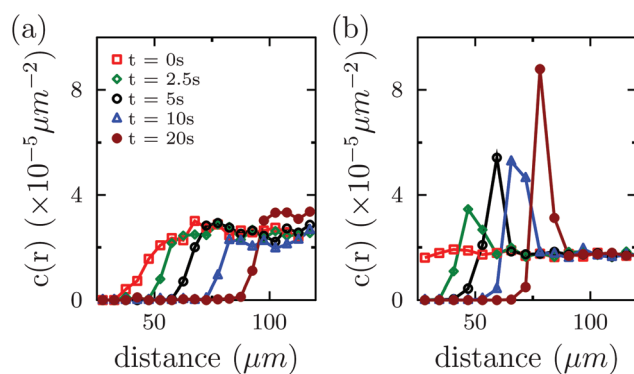 (a) (b)
c(r) (×10⁻⁵μm⁻²)
8
4
0
t = 0s
t = 2.5s
t = 5s
t = 10s
t = 20s
50 100
distance (μm)
c(r) (×10⁻⁵μm⁻²)
8
4
0
50 100
distance (μm)